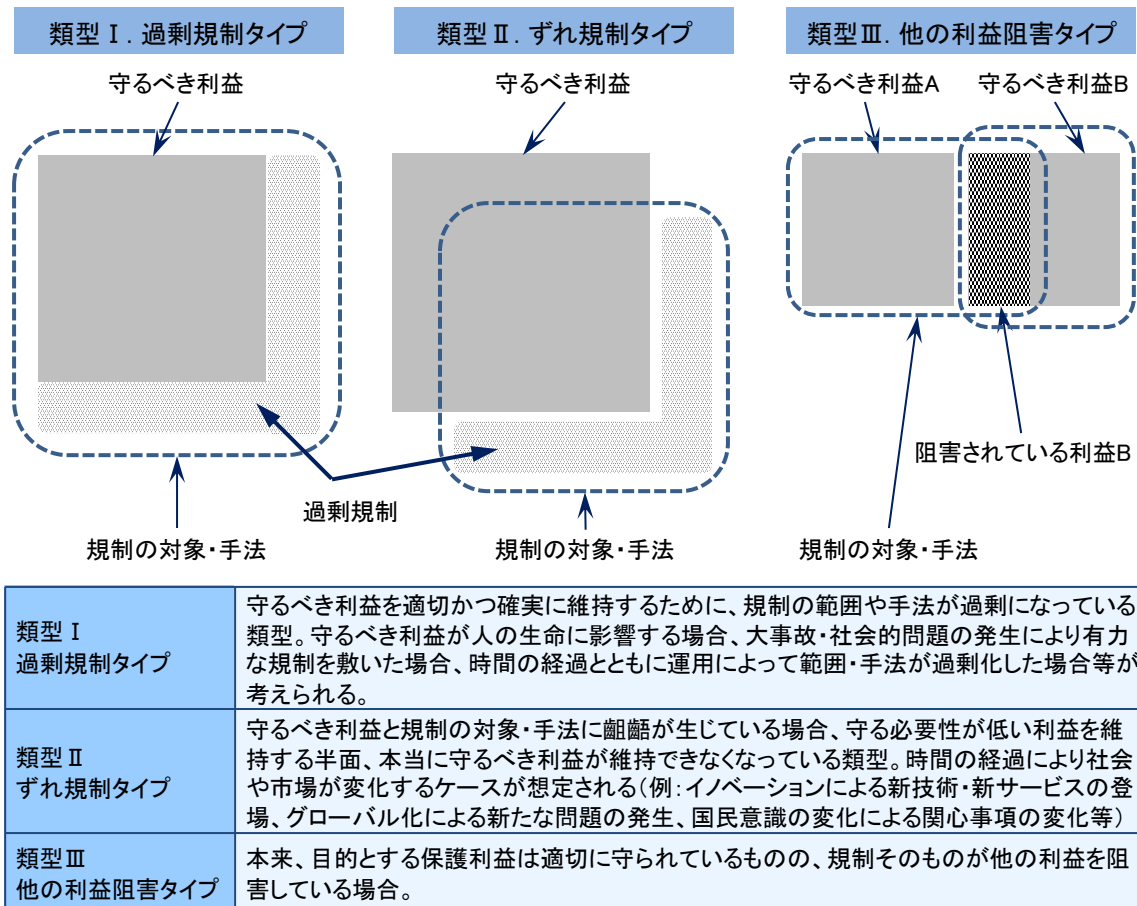 類型Ⅰ. 過剰規制タイプ
類型Ⅱ. ずれ規制タイプ
類型Ⅲ. 他の利益阻害タイプ
守るべき利益
守るべき利益
守るべき利益A
守るべき利益B
阻害されている利益B
過剰規制
規制の対象・手法
規制の対象・手法
規制の対象・手法
類型Ⅰ
過剰規制タイプ
守るべき利益を適切かつ確実に維持するために、規制の範囲や手法が過剰になっている
類型。守るべき利益が人の生命に影響する場合、大事故・社会的問題の発生により有力
な規制を敷いた場合、時間の経過とともに運用によって範囲・手法が過剰化した場合等が
考えられる。
類型Ⅱ
ずれ規制タイプ
守るべき利益と規制の対象・手法に齟齬が生じている場合、守る必要性が低い利益を維
持する半面、本当に守るべき利益が維持できなくなっている類型。時間の経過により社会
や市場が変化するケースが想定される(例:イノベーションによる新技術・新サービスの登
場、グローバル化による新たな問題の発生、国民意識の変化による関心事項の変化等)
類型Ⅲ
他の利益阻害タイプ
本来、目的とする保護利益は適切に守られているものの、規制そのものが他の利益を阻
害している場合。